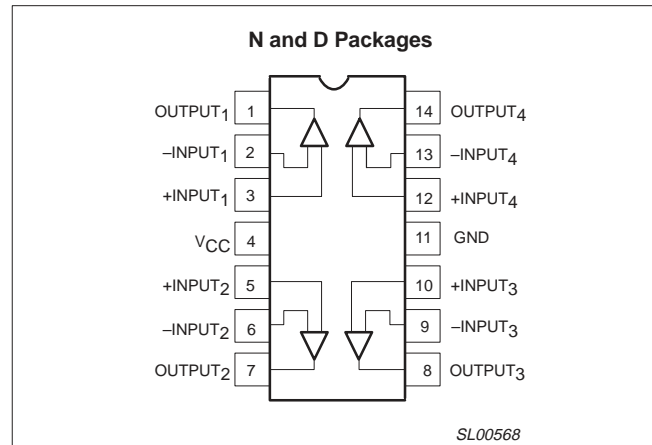 N and D Packages
OUTPUT1 1 14 OUTPUT4
–INPUT1 2 13 –INPUT4
+INPUT1 3 12 +INPUT4
VCC 4 11 GND
+INPUT2 5 10 +INPUT3
–INPUT2 6 9 –INPUT3
OUTPUT2 7 8 OUTPUT3
SL00568